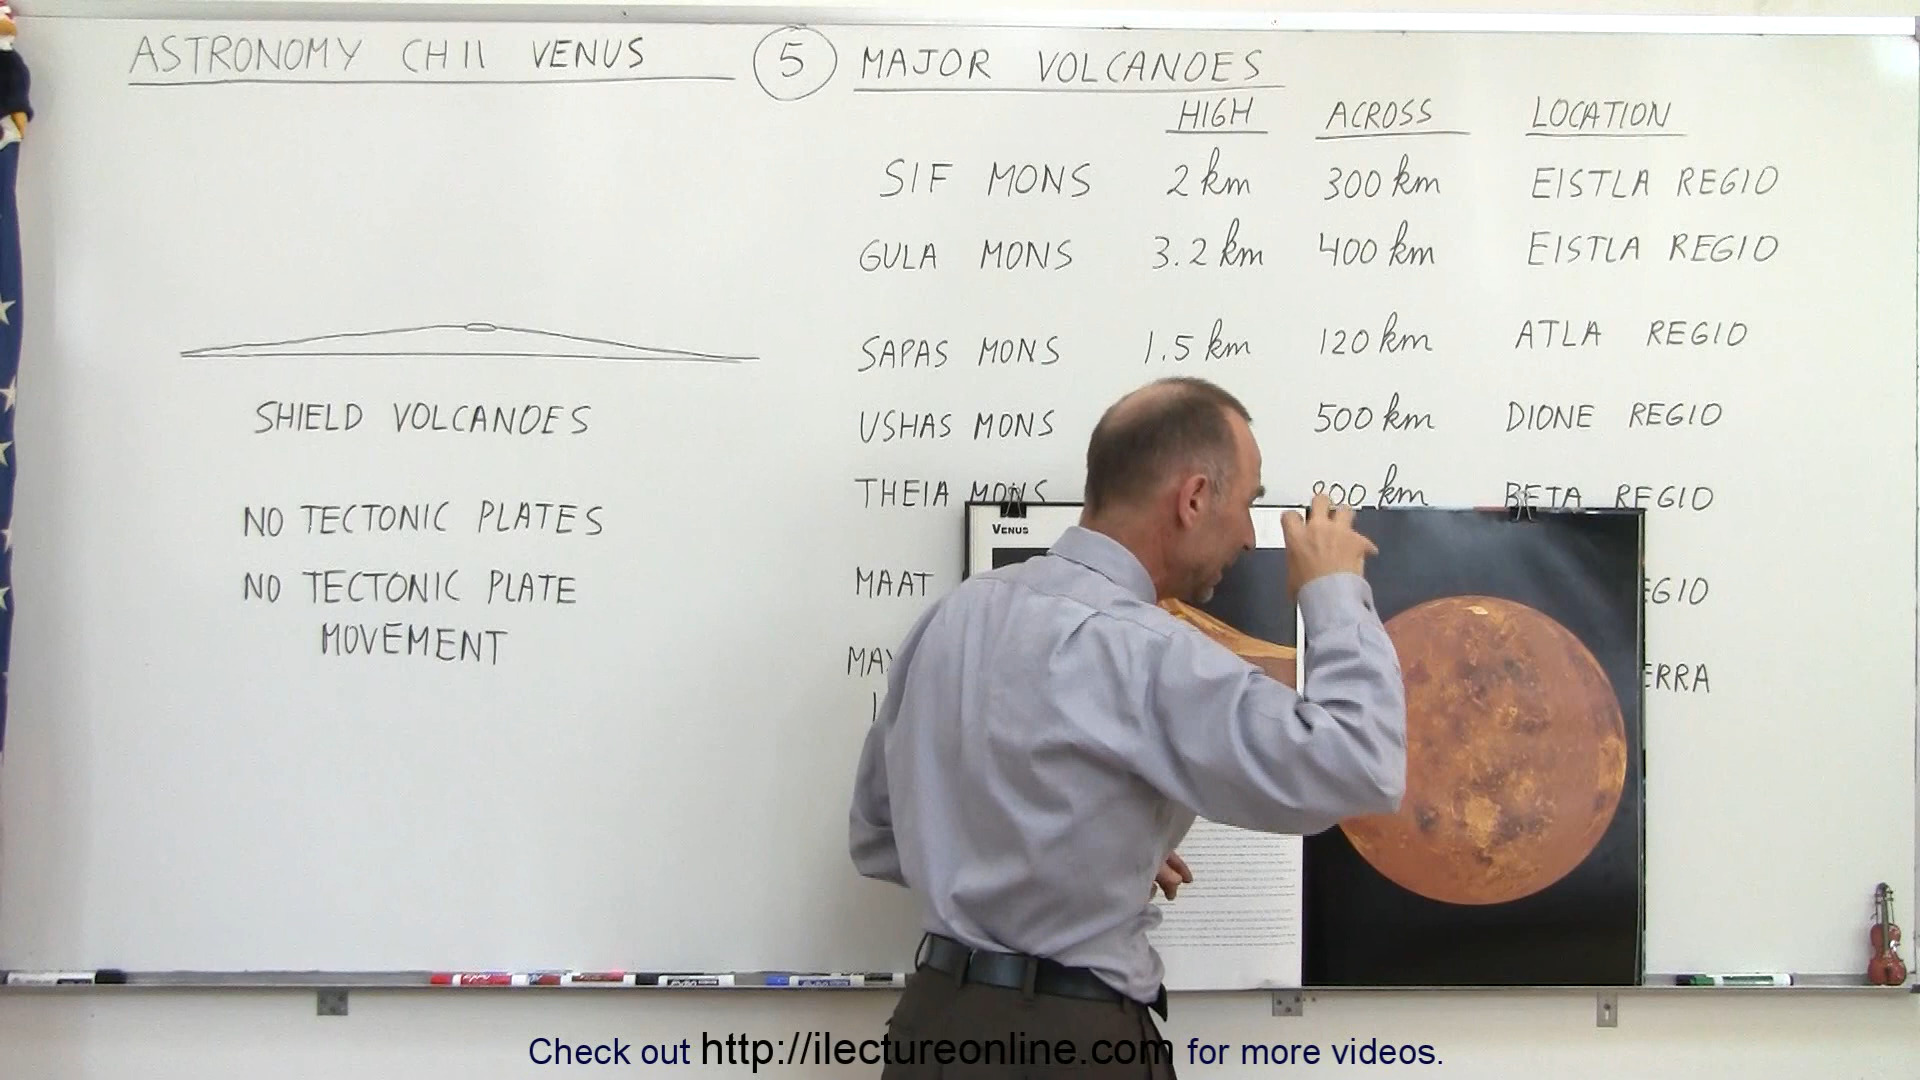 ASTRONOMY CH 11 VENUS
5 MAJOR VOLCANOES
HIGH ACROSS LOCATION
SIF MONS 2 km 300 km EISTLA REGIO
GULA MONS 3.2 km 400 km EISTLA REGIO
SAPAS MONS 1.5 km 120 km ATLA REGIO
USHAS MONS 500 km DIONE REGIO
THEIA MONS 800 km BETA REGIO
MAAT
SHIELD VOLCANOES
NO TECTONIC PLATES
NO TECTONIC PLATE
MOVEMENT
VENUS
Check out http://ilectureonline.com for more videos.